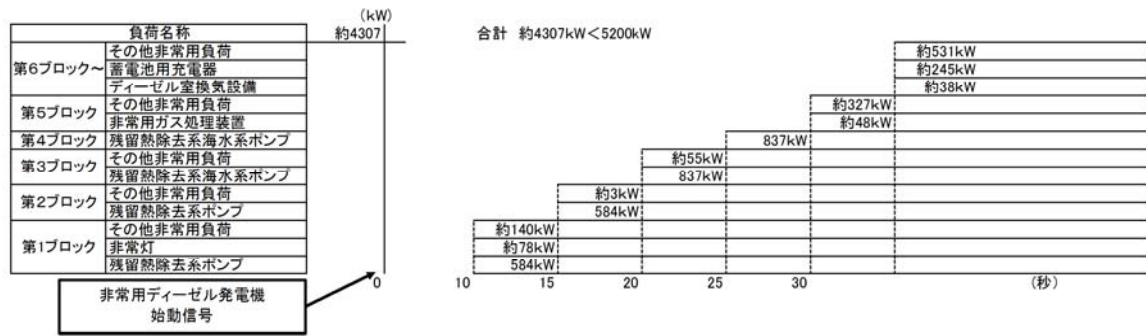 (kW)
負荷名称 約4307 合計 約4307kW＜5200kW
第6ブロック～ その他非常用負荷 約531kW
蓄電池用充電器 約245kW
ディーゼル室換気設備 約38kW
第5ブロック その他非常用負荷 約327kW
非常用ガス処理装置 約48kW
第4ブロック 残留熱除去系海水系ポンプ 837kW
第3ブロック その他非常用負荷 約55kW
残留熱除去系海水系ポンプ 837kW
第2ブロック その他非常用負荷 約3kW
残留熱除去系ポンプ 584kW
第1ブロック その他非常用負荷 約140kW
非常灯 約78kW
残留熱除去系ポンプ 584kW
0 10 15 20 25 30 (秒)
非常用ディーゼル発電機
始動信号